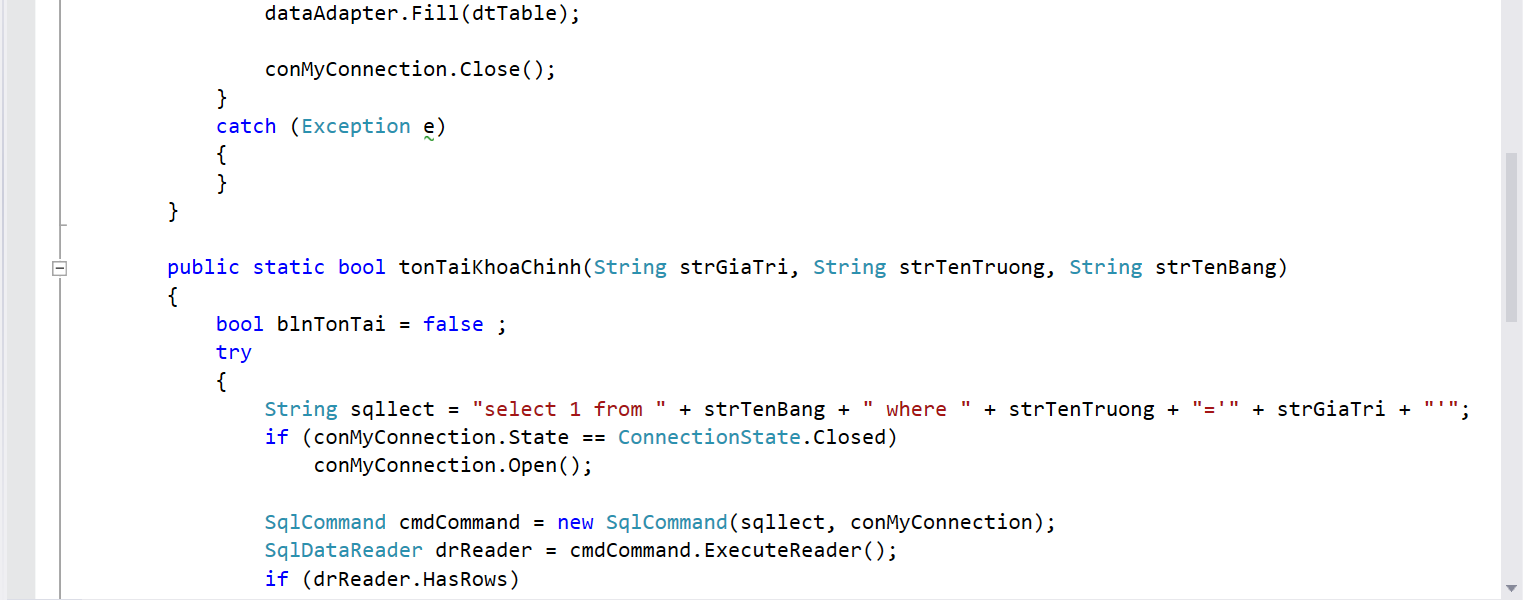 dataAdapter.Fill(dtTable);
conMyConnection.Close();
}
catch (Exception e)
{
}
}
public static bool tonTaiKhoaChinh(String strGiaTri, String strTenTruong, String strTenBang)
{
bool blnTonTai = false ;
try
{
String sqllect = "select 1 from " + strTenBang + " where " + strTenTruong + "='" + strGiaTri + "'";
if (conMyConnection.State == ConnectionState.Closed)
conMyConnection.Open();
SqlCommand cmdCommand = new SqlCommand(sqllect, conMyConnection);
SqlDataReader drReader = cmdCommand.ExecuteReader();
if (drReader.HasRows)